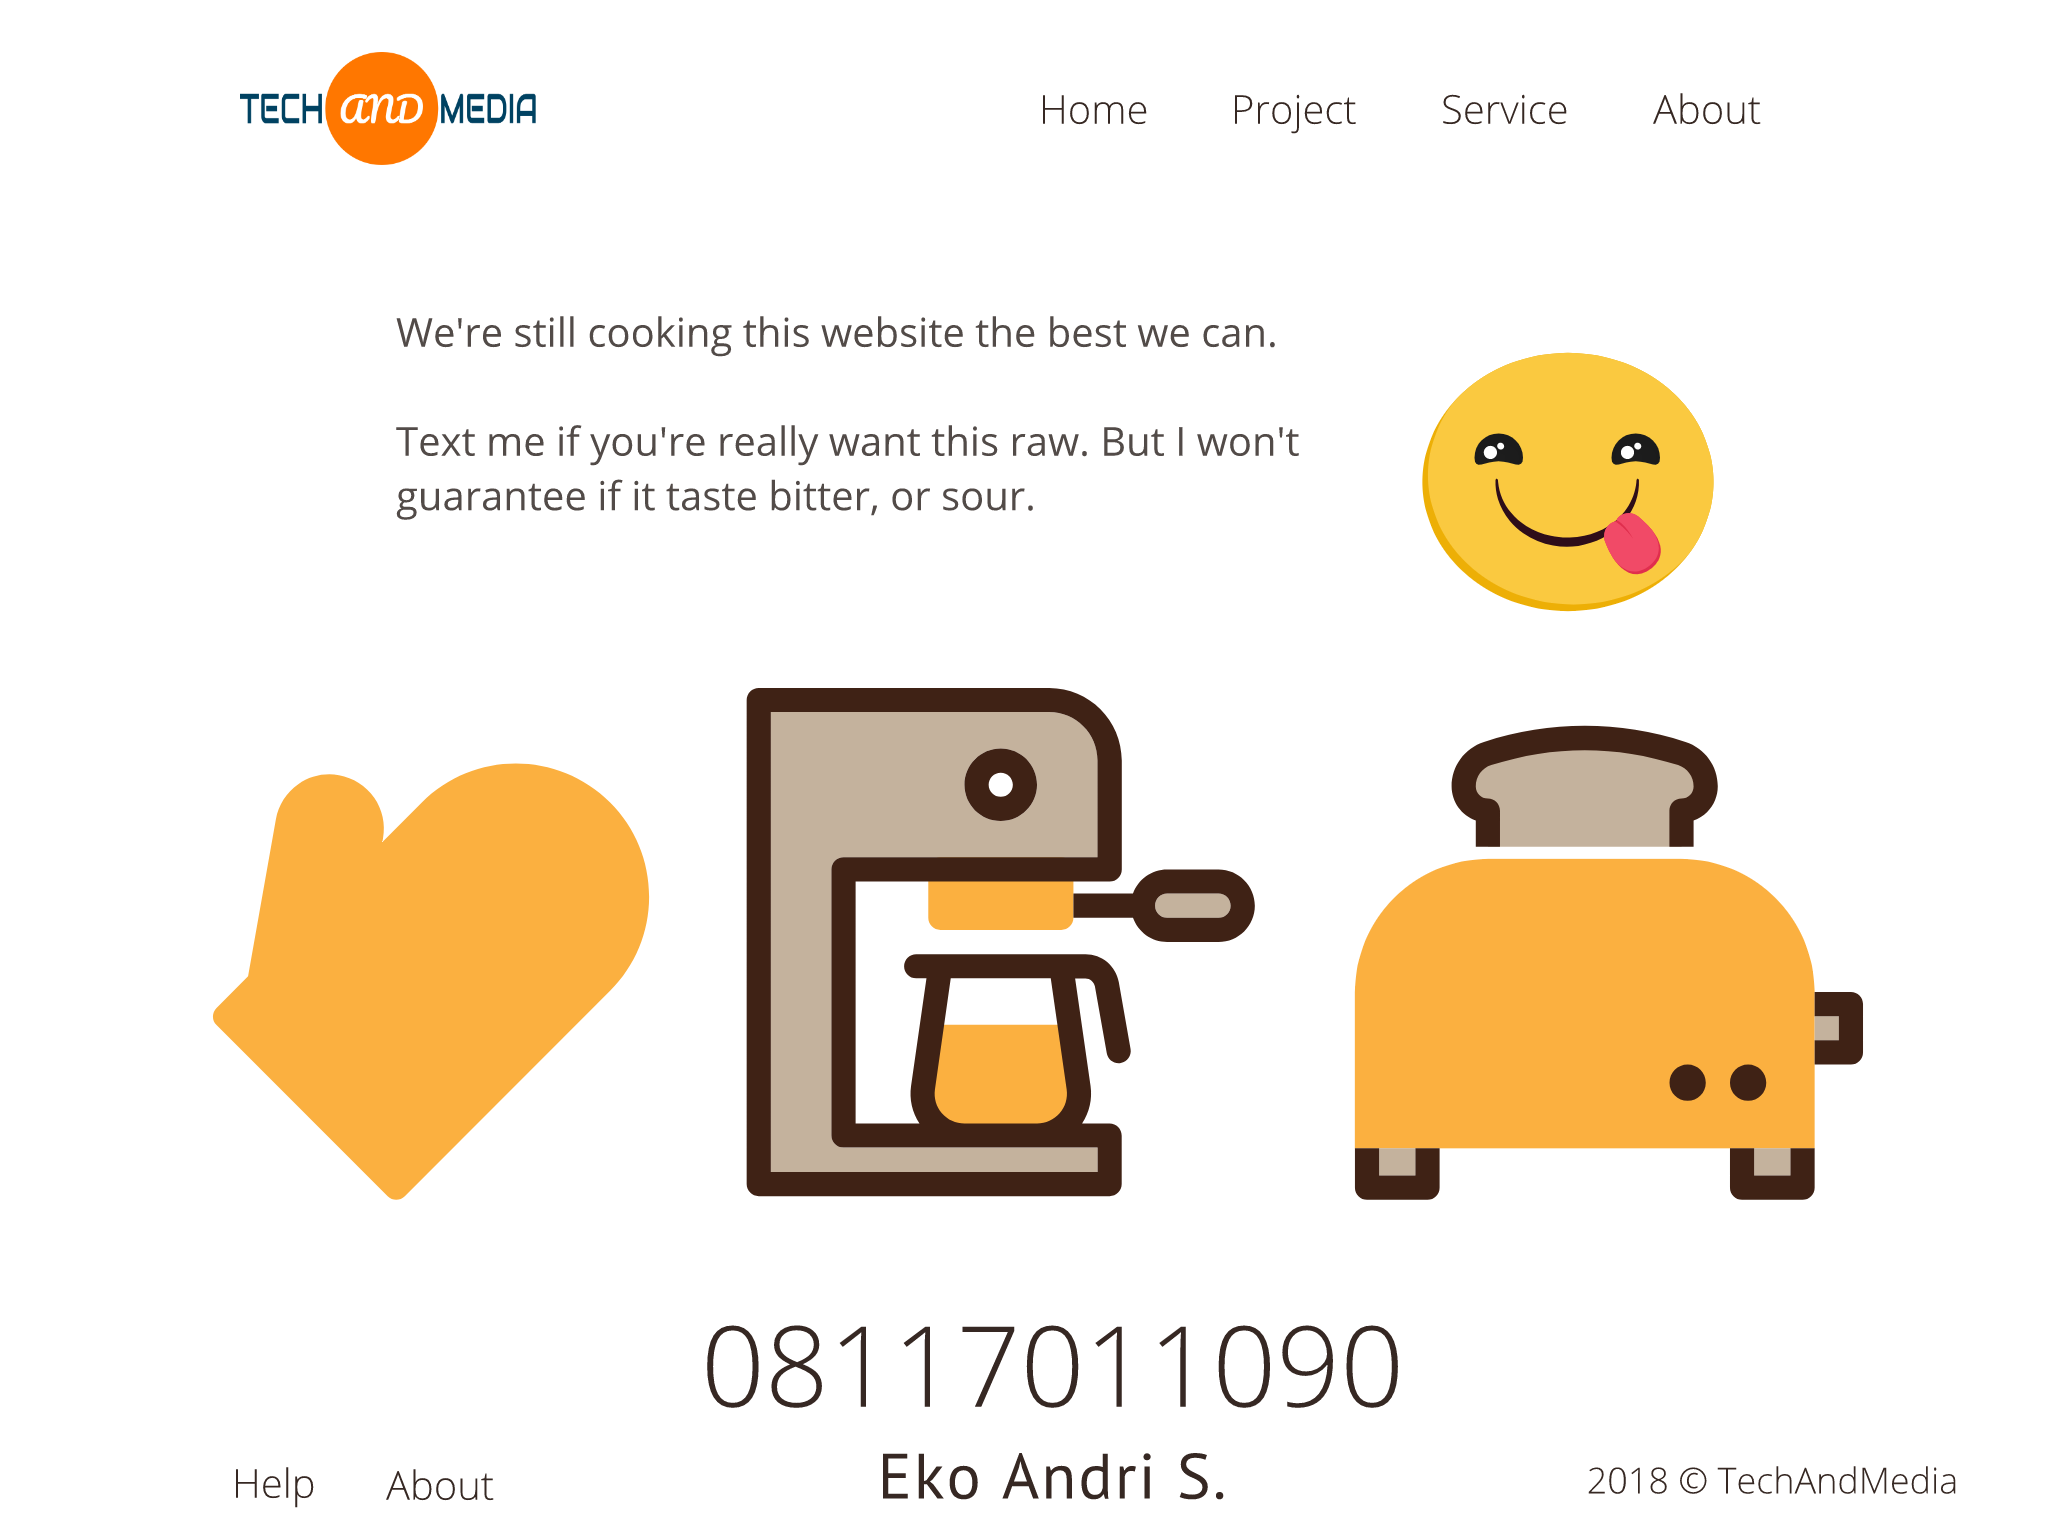 TECH and MEDIA
Home Project Service About
We're still cooking this website the best we can.
Text me if you're really want this raw. But I won't
guarantee if it taste bitter, or sour.
08117011090
Eko Andri S.
Help About
2018 © TechAndMedia